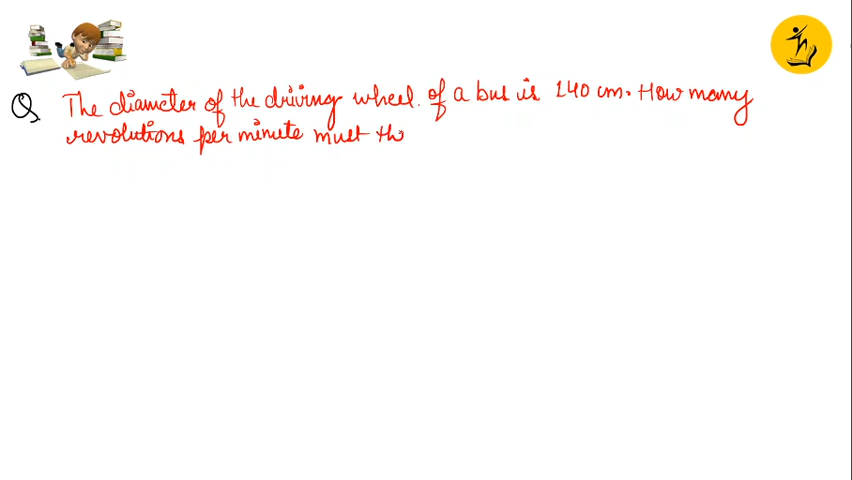 Q The diameter of the driving wheel of a bus is 140 cm. How many
revolutions per minute must th